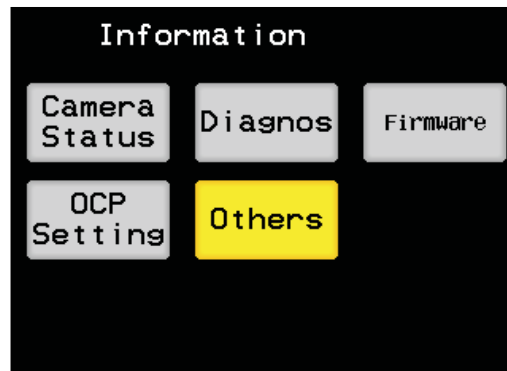 Information
Camera
Status
Diagnos
Firmware
OCP
Setting
Others